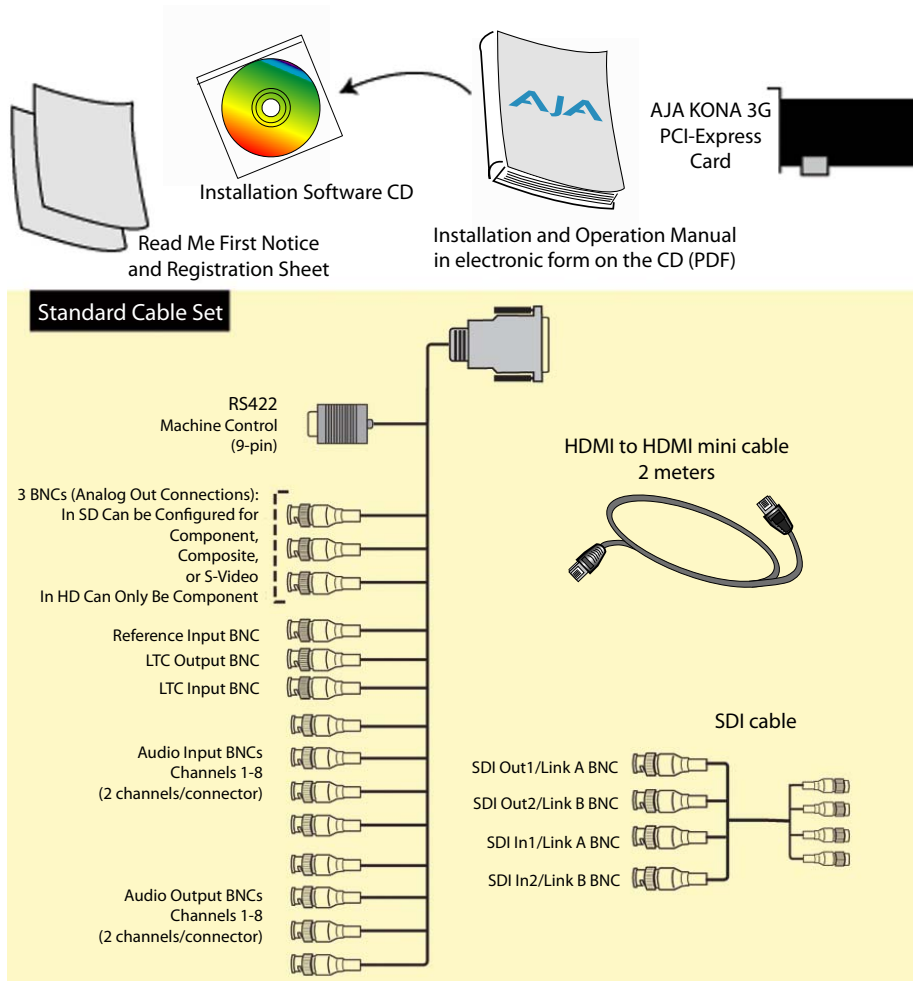 AJA
AJA KONA 3G
PCI-Express
Card
Installation Software CD
Read Me First Notice
and Registration Sheet
Installation and Operation Manual
in electronic form on the CD (PDF)
Standard Cable Set
RS422
Machine Control
(9-pin)
HDMI to HDMI mini cable
2 meters
3 BNCs (Analog Out Connections):
In SD Can be Configured for
Component,
Composite,
or S-Video
In HD Can Only Be Component
Reference Input BNC
LTC Output BNC
LTC Input BNC
Audio Input BNCs
Channels 1-8
(2 channels/connector)
SDI cable
SDI Out1/Link A BNC
SDI Out2/Link B BNC
SDI In1/Link A BNC
SDI In2/Link B BNC
Audio Output BNCs
Channels 1-8
(2 channels/connector)